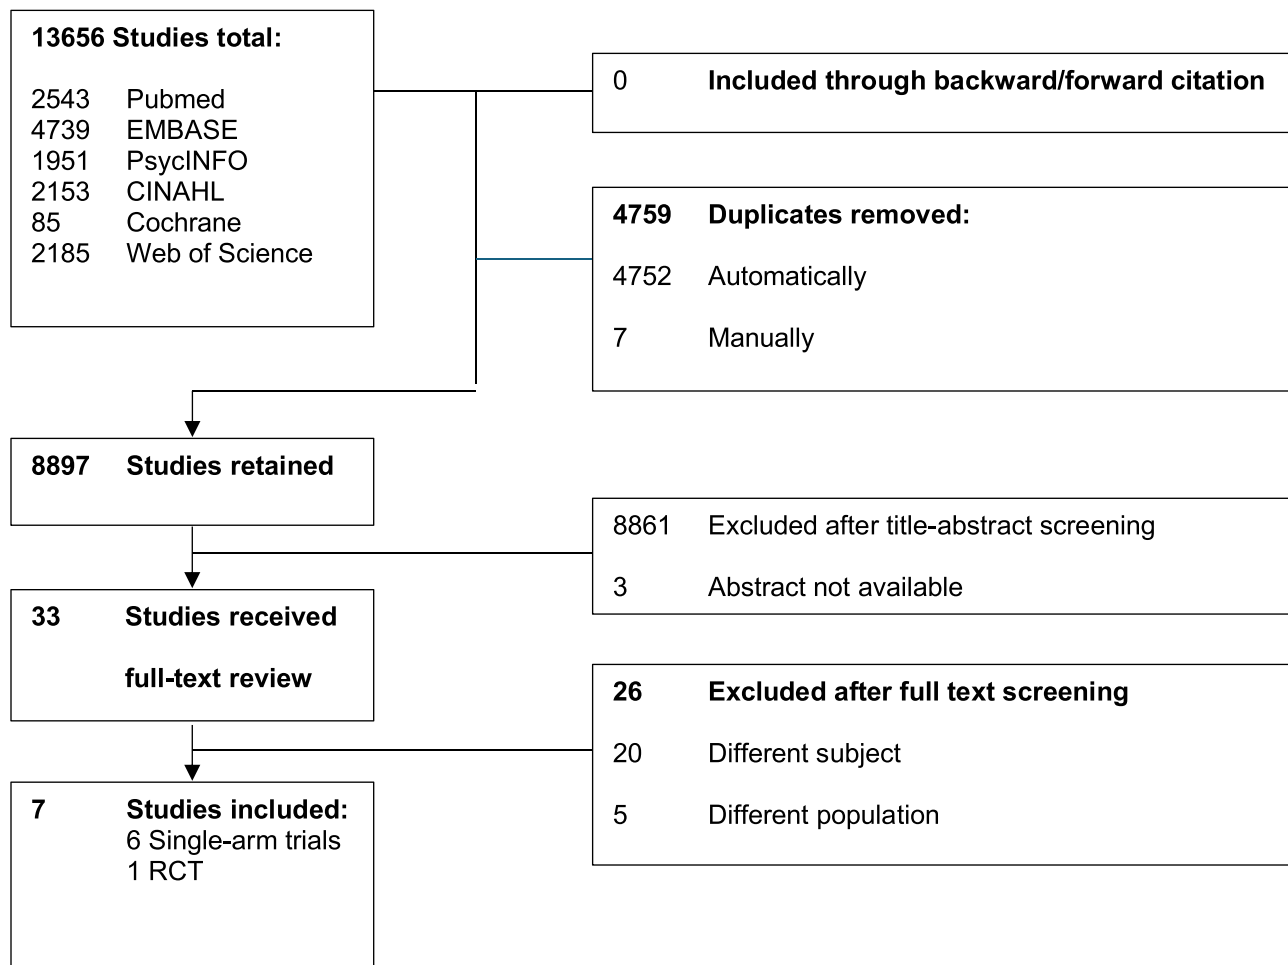 13656 Studies total:
2543 Pubmed
4739 EMBASE
1951 PsycINFO
2153 CINAHL
85 Cochrane
2185 Web of Science
0 Included through backward/forward citation
4759 Duplicates removed:
4752 Automatically
7 Manually
8897 Studies retained
8861 Excluded after title-abstract screening
3 Abstract not available
33 Studies received
full-text review
26 Excluded after full text screening
20 Different subject
5 Different population
7 Studies included:
6 Single-arm trials
1 RCT